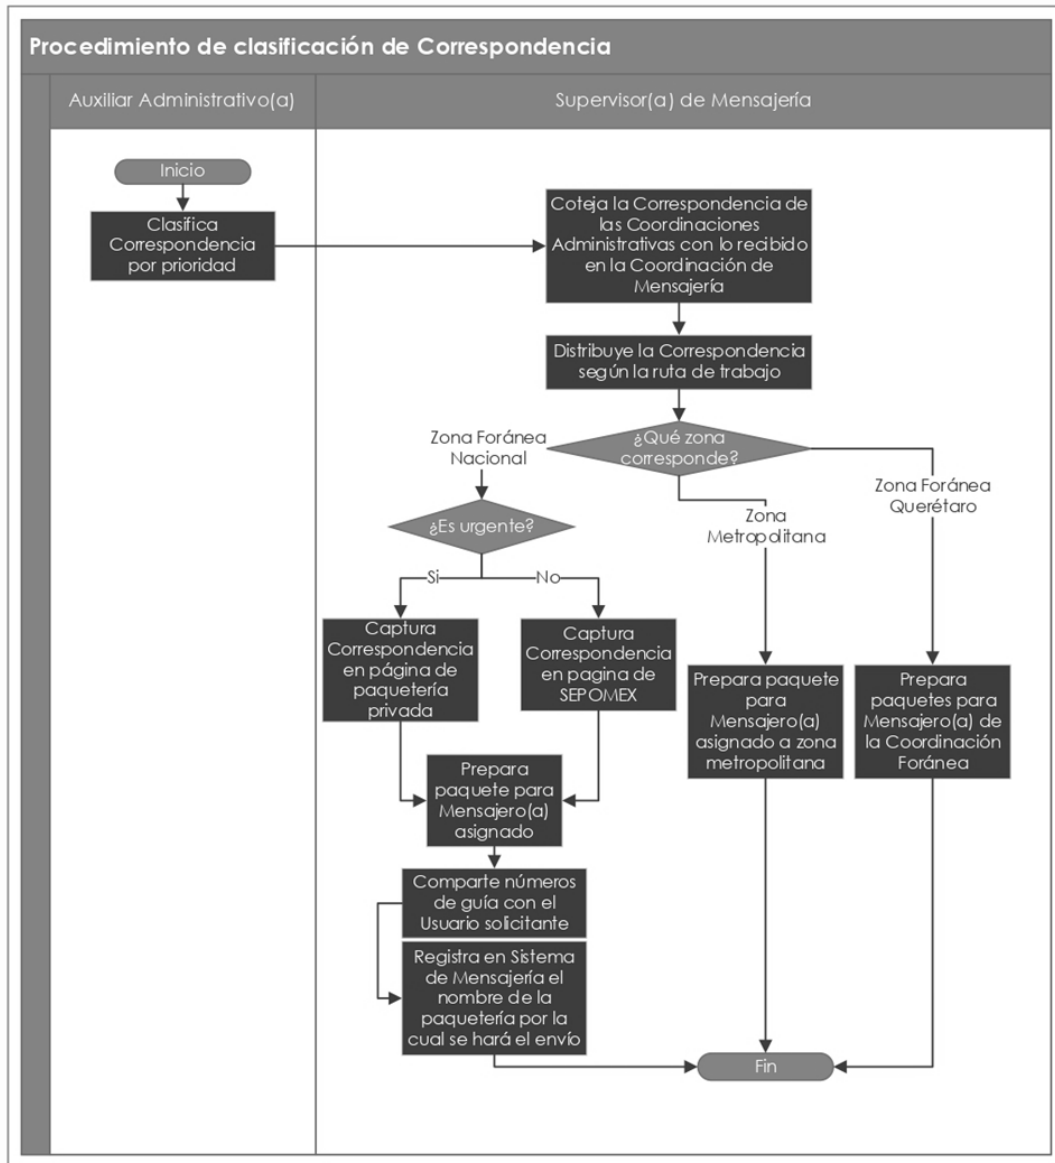 Procedimiento de clasificación de Correspondencia
Auxiliar Administrativo(a)
Supervisor(a) de Mensajería
Inicio
Clasifica
Correspondencia
por prioridad
Coteja la Correspondencia de
las Coordinaciones
Administrativas con lo recibido
en la Coordinación de
Mensajería
Distribuye la Correspondencia
según la ruta de trabajo
¿Qué zona
corresponde?
Zona Foránea
Nacional
Zona
Metropolitana
Zona Foránea
Querétaro
¿Es urgente?
Si
No
Captura
Correspondencia
en página de
paquetería
privada
Captura
Correspondencia
en pagina de
SEPOMEX
Prepara paquete
para
Mensajero(a)
asignado a zona
metropolitana
Prepara
paquetes para
Mensajero(a) de
la Coordinación
Foránea
Prepara
paquete para
Mensajero(a)
asignado
Comparte números
de guía con el
Usuario solicitante
Registra en Sistema
de Mensajería el
nombre de la
paquetería por la
cual se hará el envío
Fin